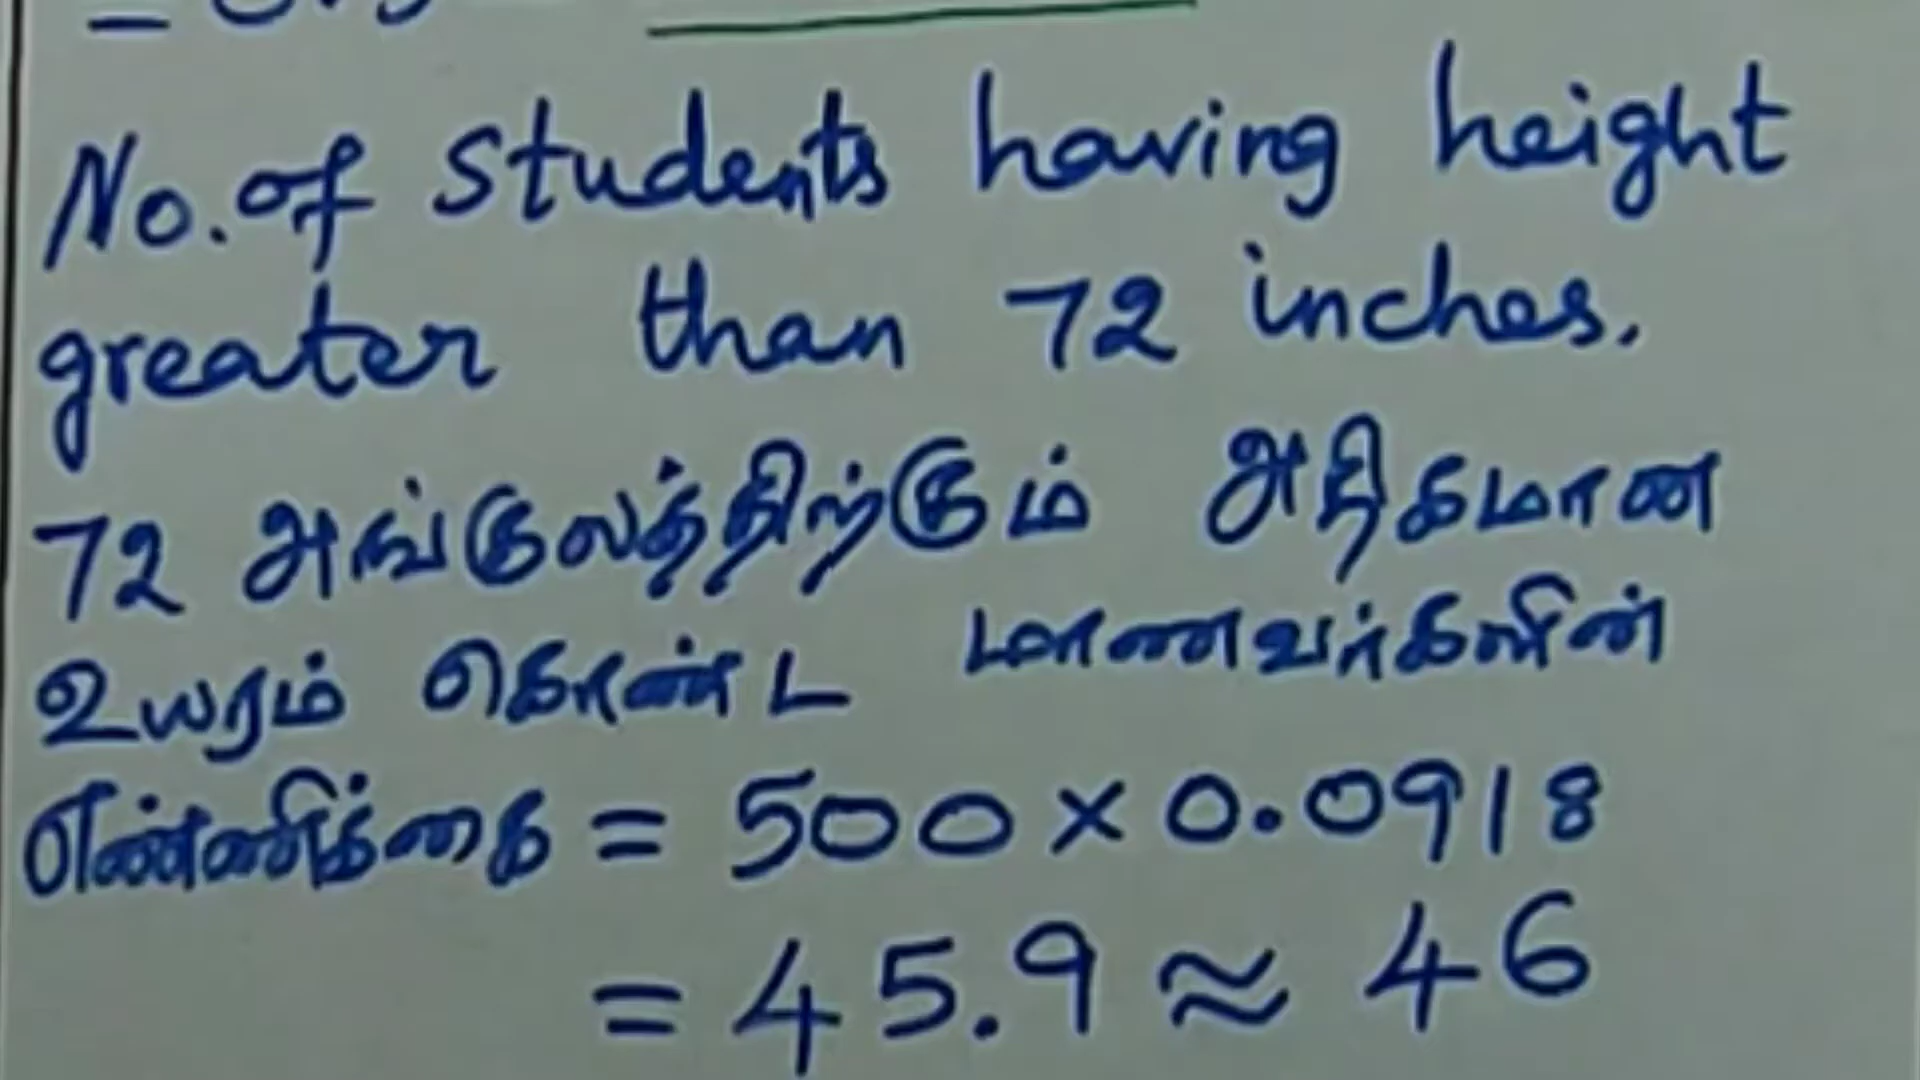 No. of students having height
greater than 72 inches.
72 அங்குலத்திற்கும் அதிகமான
உயரம் கொண்ட மாணவர்களின்
எண்ணிக்கை = 500 × 0.0918
= 45.9 ≈ 46